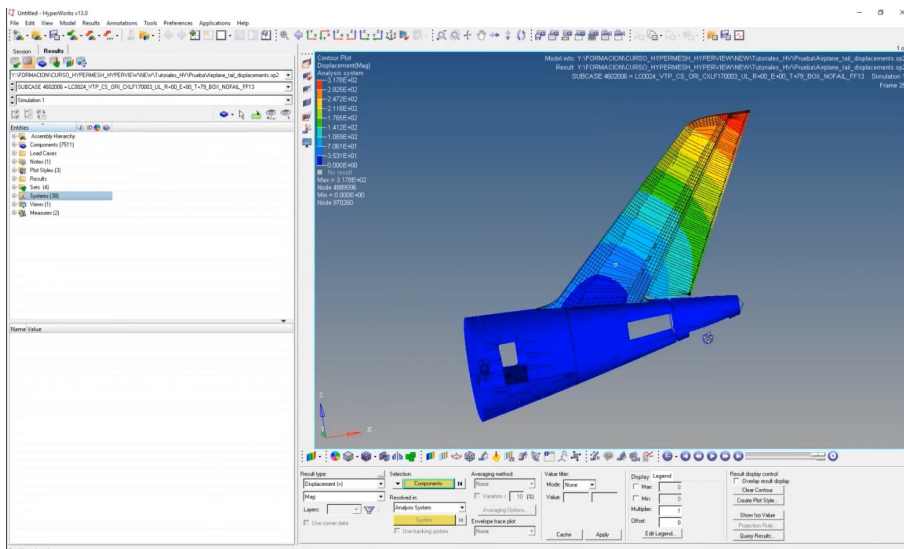 Untitled - HyperWorks v13.0
File Edit View Model Results Annotations Tools Preferences Applications Help
Session Results
Y:\FORMACION\CURSO_HYPERMESH_HYPERVIEW\NEW\Tutoriales_HV\Prueba\Airplane_tail_displacements.op2
SUBCASE 4602006 = LC0024_VTP_CS_ORI_CXLF170003_UL_R+00_E+00_T+79_BOX_NOFAIL_FF13
Simulation 1
Entities ID
Assembly Hierarchy
Components (7511)
Load Cases
Notes (1)
Plot Styles (3)
Results
Sets (4)
Systems (38)
Views (1)
Measures (2)
Name Value
Contour Plot
Displacement(Mag)
Analysis system
3.178E+02
2.825E+02
2.472E+02
2.118E+02
1.765E+02
1.412E+02
1.059E+02
7.061E+01
3.531E+01
0.000E+00
No result
Max = 3.178E+02
Node 4889096
Min = 0.000E+00
Node 970260
1 o
Model info: Y:\FORMACION\CURSO_HYPERMESH_HYPERVIEW\NEW\Tutoriales_HV\Prueba\Airplane_tail_displacements.op2
Result: Y:\FORMACION\CURSO_HYPERMESH_HYPERVIEW\NEW\Tutoriales_HV\Prueba\Airplane_tail_displacements.op2
SUBCASE 4602006 = LC0024_VTP_CS_ORI_CXLF170003_UL_R+00_E+00_T+79_BOX_NOFAIL_FF13 : Simulation 1
Frame 25
Z
X
Result type:
Displacement (v)
Mag
Layers:
Use corner data
Selection:
Components
Resolved in:
Analysis System
System
Use tracking system
Averaging method:
None
Variation < 10 (%)
Averaging Options...
Envelope trace plot:
None
Value filter:
Mode: None
Value:
Cache Apply
Display Legend
Max: 0
Min: 0
Multiplier: 1
Offset: 0
Edit Legend...
Result display control
Overlay result display
Clear Contour
Create Plot Style...
Show Iso Value
Projection Rule...
Query Results...